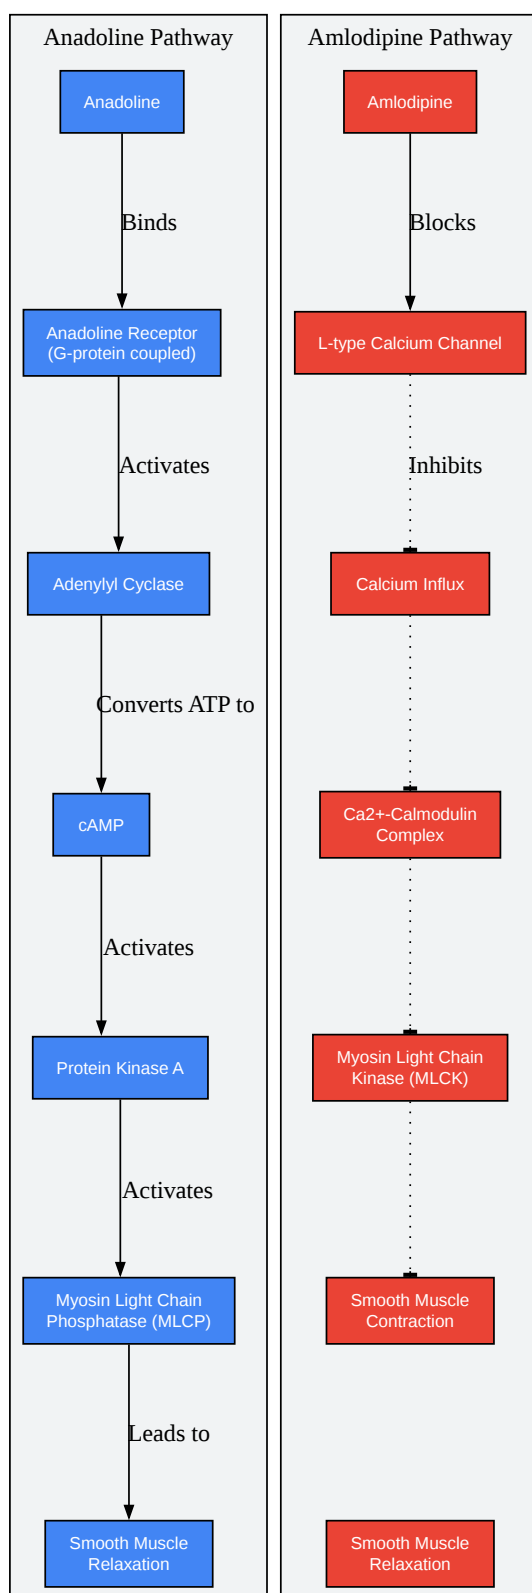 Anadoline Pathway
Anadoline
Binds
Anadoline Receptor
(G-protein coupled)
Activates
Adenylyl Cyclase
Converts ATP to
cAMP
Activates
Protein Kinase A
Activates
Myosin Light Chain
Phosphatase (MLCP)
Leads to
Smooth Muscle
Relaxation
Amlodipine Pathway
Amlodipine
Blocks
L-type Calcium Channel
Inhibits
Calcium Influx
Ca2+-Calmodulin
Complex
Myosin Light Chain
Kinase (MLCK)
Smooth Muscle
Contraction
Smooth Muscle
Relaxation